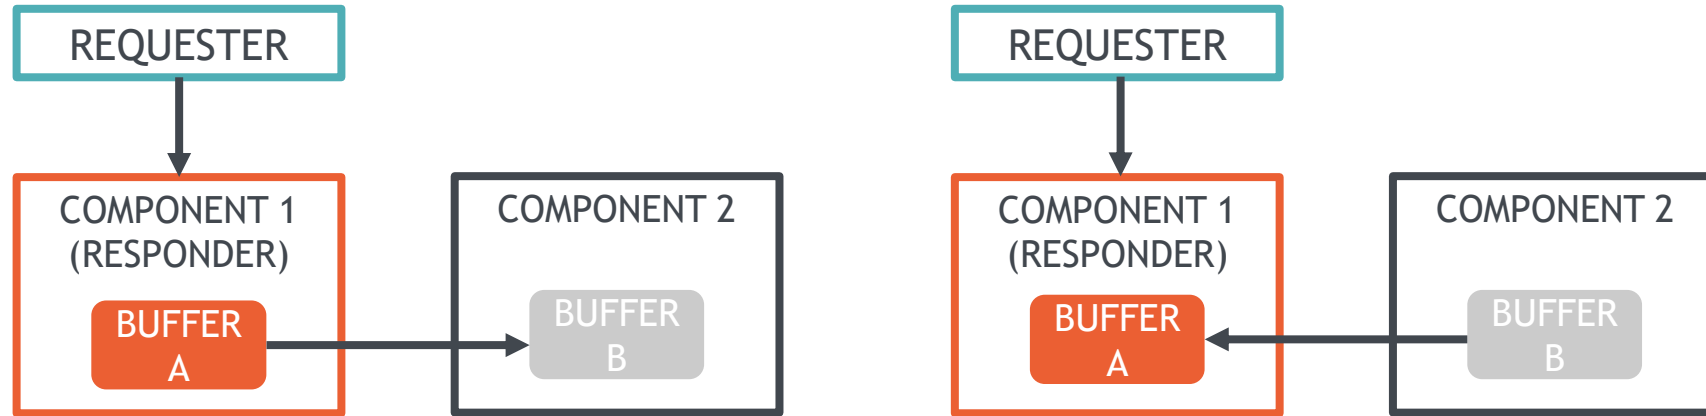 REQUESTER
COMPONENT 1
(RESPONDER)
BUFFER
A
COMPONENT 2
BUFFER
B
REQUESTER
COMPONENT 1
(RESPONDER)
BUFFER
A
COMPONENT 2
BUFFER
B